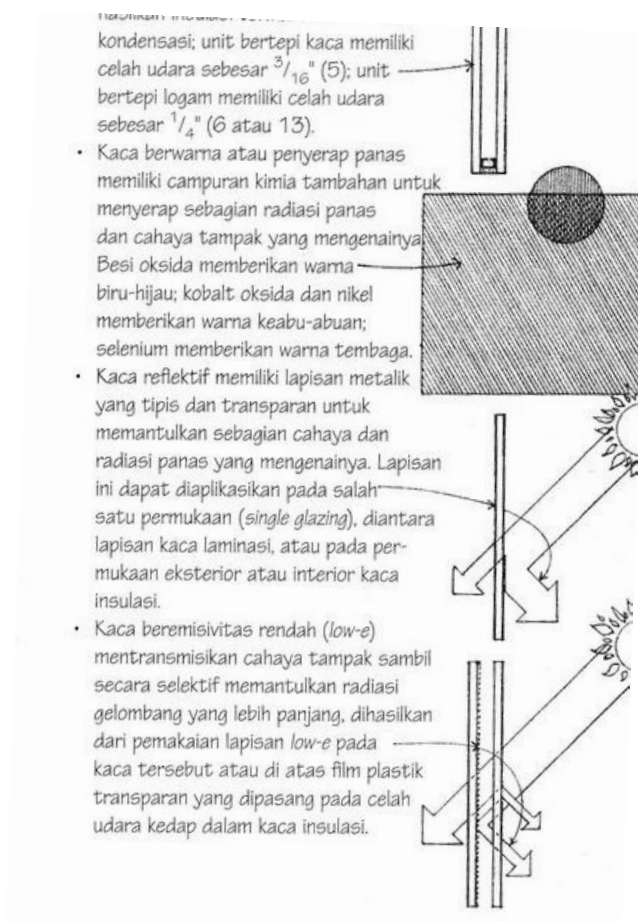 kondensasi; unit bertepi kaca memiliki
celah udara sebesar 3/16" (5); unit
bertepi logam memiliki celah udara
sebesar 1/4" (6 atau 13).
• Kaca berwarna atau penyerap panas
memiliki campuran kimia tambahan untuk
menyerap sebagian radiasi panas
dan cahaya tampak yang mengenainya
Besi oksida memberikan warna
biru-hijau; kobalt oksida dan nikel
memberikan warna keabu-abuan;
selenium memberikan warna tembaga.
• Kaca reflektif memiliki lapisan metalik
yang tipis dan transparan untuk
memantulkan sebagian cahaya dan
radiasi panas yang mengenainya. Lapisan
ini dapat diaplikasikan pada salah
satu permukaan (single glazing), diantara
lapisan kaca laminasi, atau pada per-
mukaan eksterior atau interior kaca
insulasi.
• Kaca beremisivitas rendah (low-e)
mentransmisikan cahaya tampak sambil
secara selektif memantulkan radiasi
gelombang yang lebih panjang, dihasilkan
dari pemakaian lapisan low-e pada
kaca tersebut atau di atas film plastik
transparan yang dipasang pada celah
udara kedap dalam kaca insulasi.